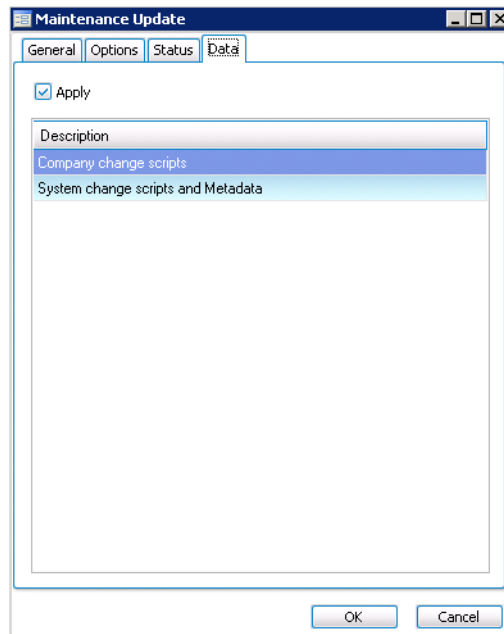 Maintenance Update
General Options Status Data
Apply
Description
Company change scripts
System change scripts and Metadata
OK Cancel